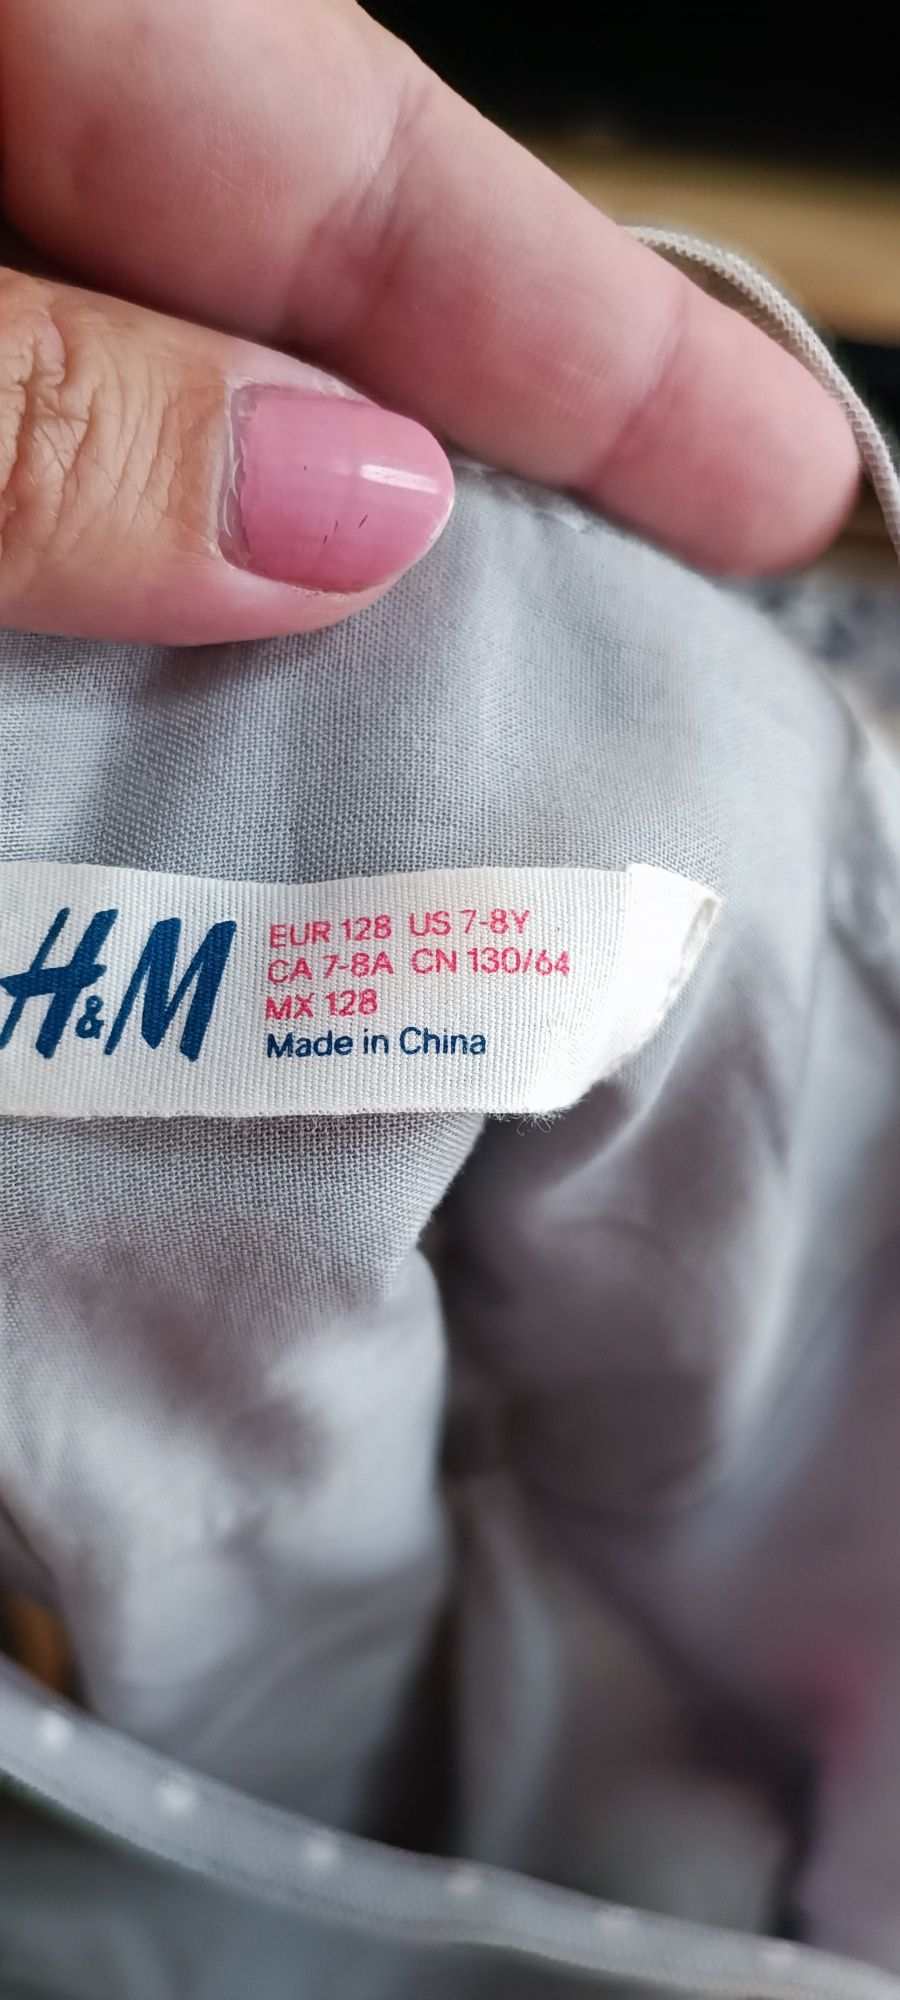 H&M
EUR 128 US 7-8Y
CA 7-8A CN 130/64
MX 128
Made in China